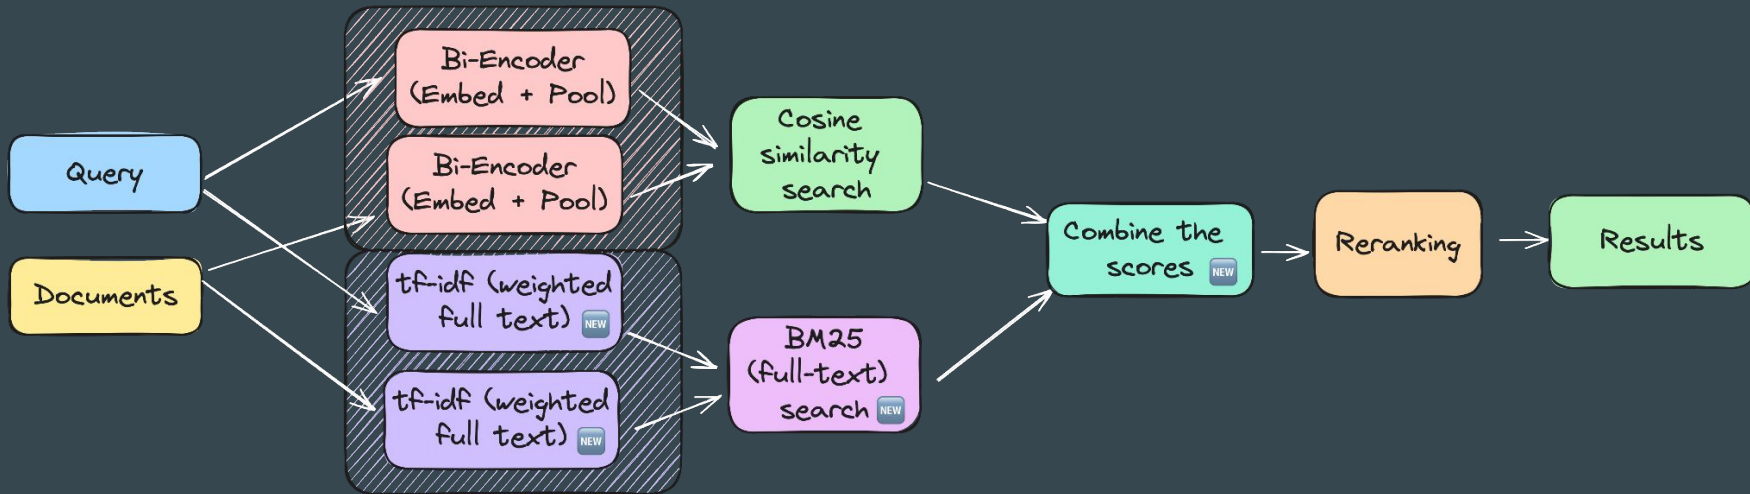 Query
Documents
Bi-Encoder
(Embed + Pool)
Bi-Encoder
(Embed + Pool)
tf-idf (weighted
full text) NEW
tf-idf (weighted
full text) NEW
Cosine
similarity
search
BM25
(full-text)
search NEW
Combine the
scores NEW
Reranking
Results